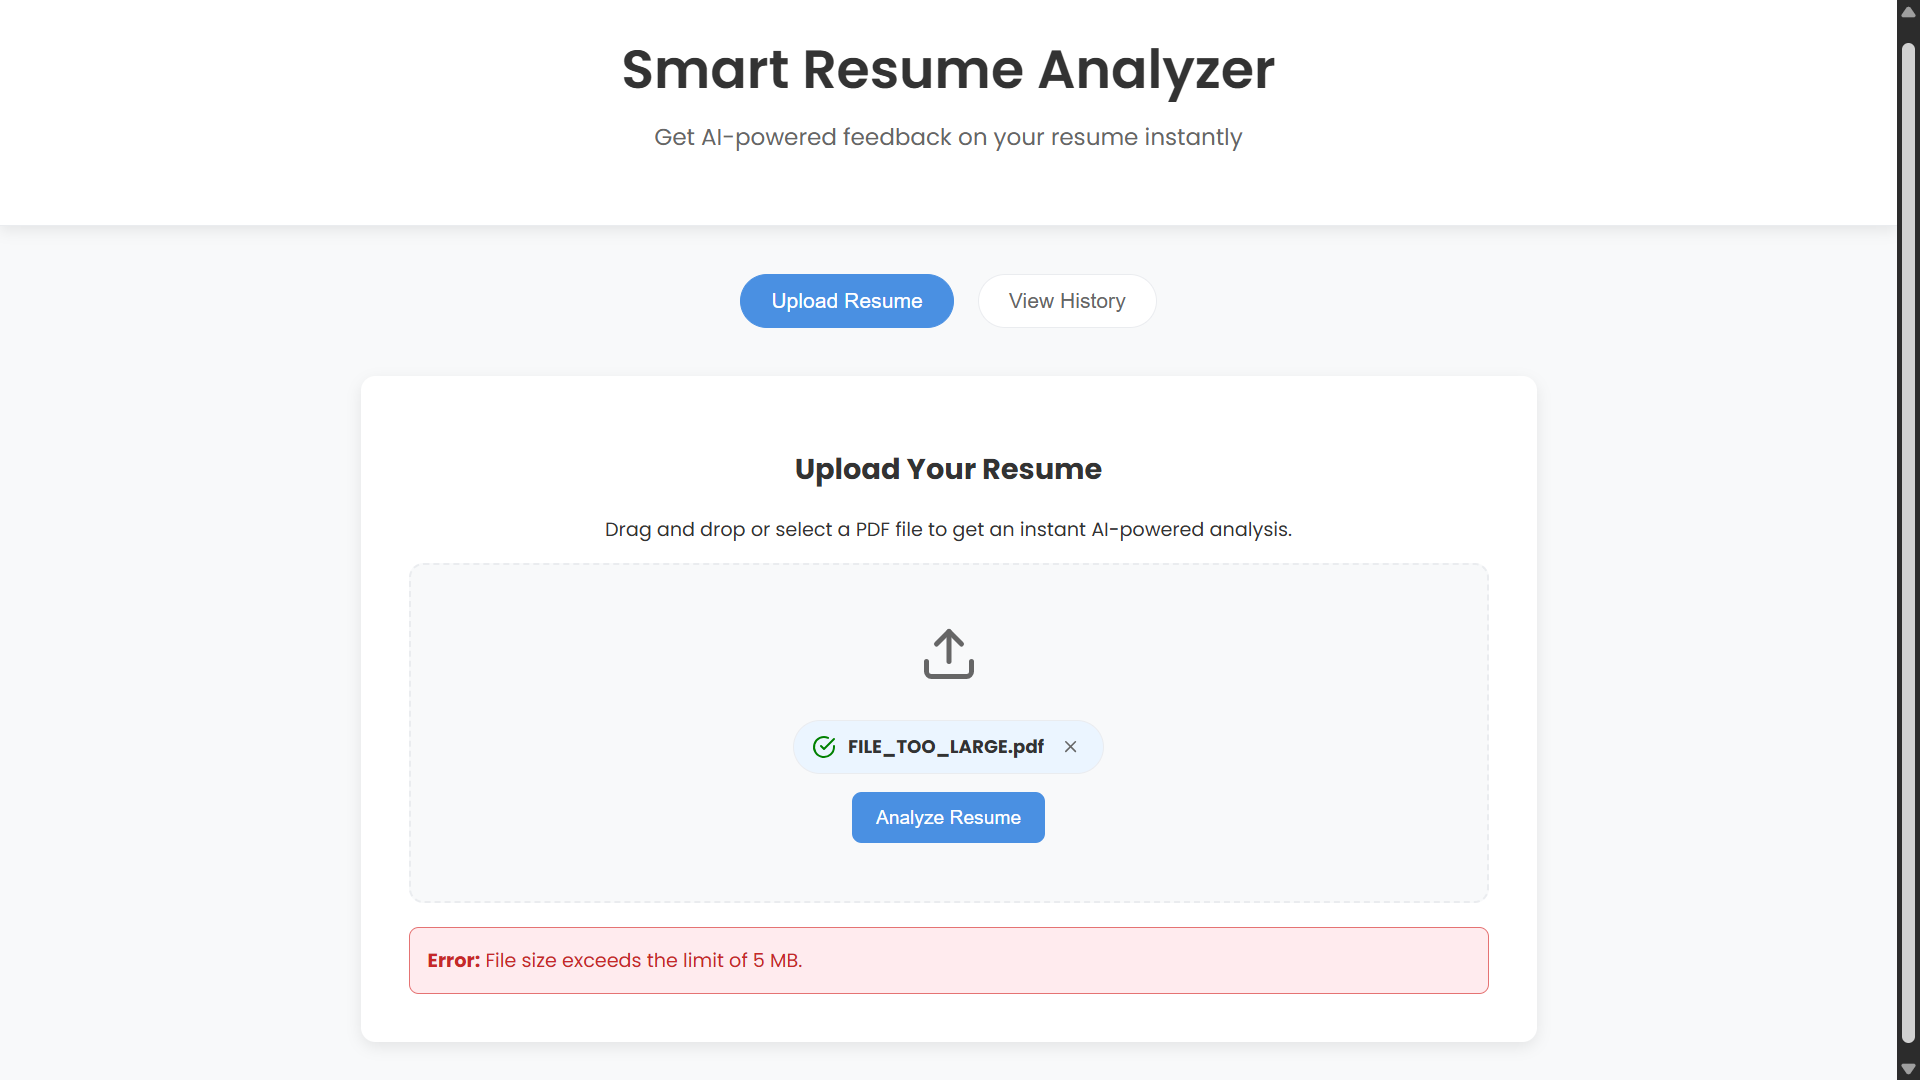 Smart Resume Analyzer
Get AI-powered feedback on your resume instantly
Upload Resume
View History
Upload Your Resume
Drag and drop or select a PDF file to get an instant AI-powered analysis.
FILE_TOO_LARGE.pdf
Analyze Resume
Error: File size exceeds the limit of 5 MB.